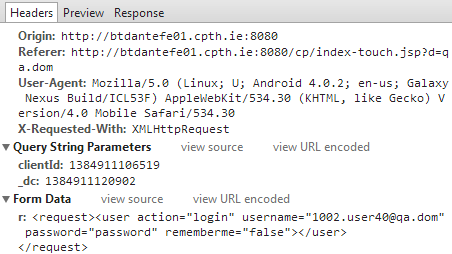 Headers Preview Response
Origin: http://btdantefe01.cpth.ie:8080
Referer: http://btdantefe01.cpth.ie:8080/cp/index-touch.jsp?d=q
a.dom
User-Agent: Mozilla/5.0 (Linux; U; Android 4.0.2; en-us; Galaxy
Nexus Build/ICL53F) AppleWebKit/534.30 (KHTML, like Gecko) V
ersion/4.0 Mobile Safari/534.30
X-Requested-With: XMLHttpRequest
Query String Parameters view source view URL encoded
clientId: 1384911106519
_dc: 1384911120902
Form Data view source view URL encoded
r: <request><user action="login" username="1002.user40@qa.dom"
password="password" rememberme="false"></user>
</request>